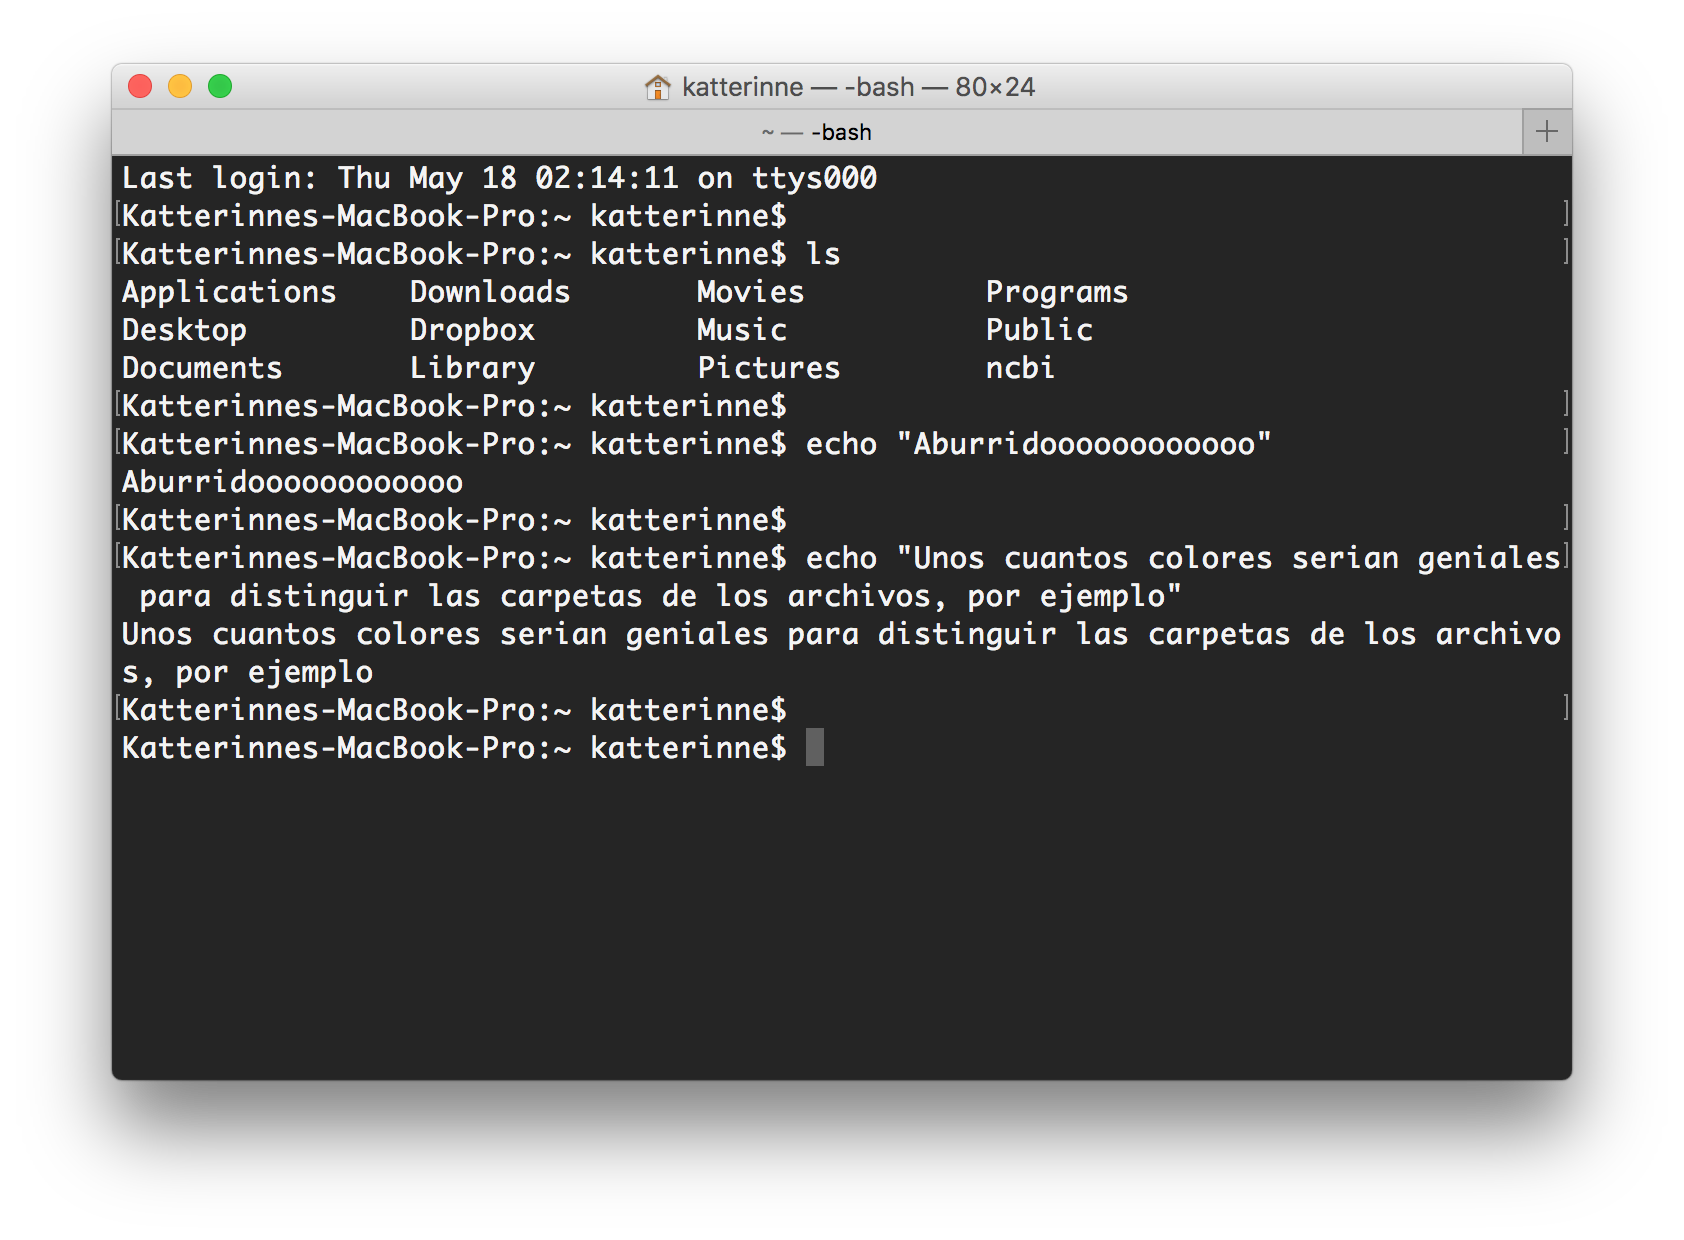 katterinne — -bash — 80×24
~ — -bash
Last login: Thu May 18 02:14:11 on ttys000
[Katterinnes-MacBook-Pro:~ katterinne$ ]
[Katterinnes-MacBook-Pro:~ katterinne$ ls ]
Applications Downloads Movies Programs
Desktop Dropbox Music Public
Documents Library Pictures ncbi
[Katterinnes-MacBook-Pro:~ katterinne$ ]
[Katterinnes-MacBook-Pro:~ katterinne$ echo "Aburridoooooooooooo" ]
Aburridoooooooooooo
[Katterinnes-MacBook-Pro:~ katterinne$ ]
[Katterinnes-MacBook-Pro:~ katterinne$ echo "Unos cuantos colores serian geniales]
para distinguir las carpetas de los archivos, por ejemplo"
Unos cuantos colores serian geniales para distinguir las carpetas de los archivo
s, por ejemplo
[Katterinnes-MacBook-Pro:~ katterinne$ ]
Katterinnes-MacBook-Pro:~ katterinne$